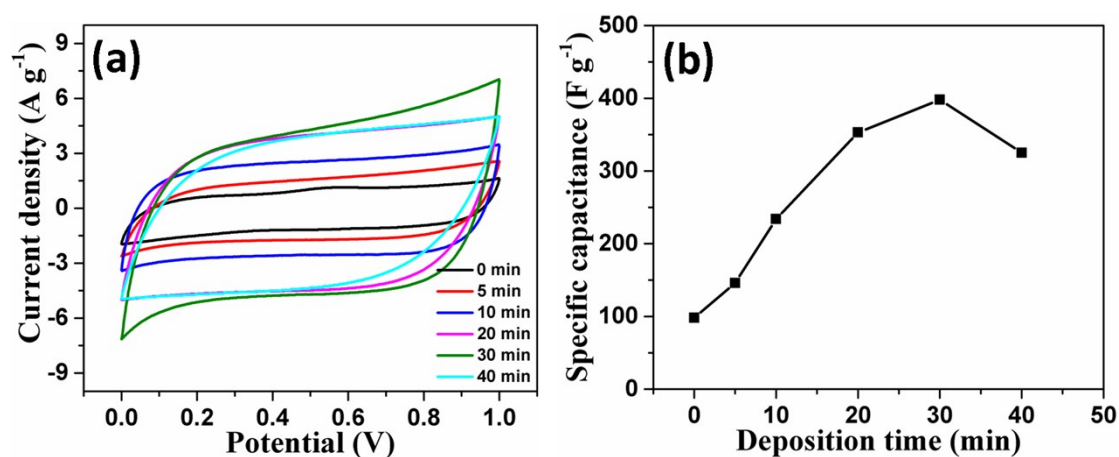 (a)
Current density (A g-1)
9
6
3
0
-3
-6
-9
0 min
5 min
10 min
20 min
30 min
40 min
0.0 0.2 0.4 0.6 0.8 1.0
Potential (V)
(b)
Specific capacitance (F g-1)
500
400
300
200
100
0
0 10 20 30 40 50
Deposition time (min)